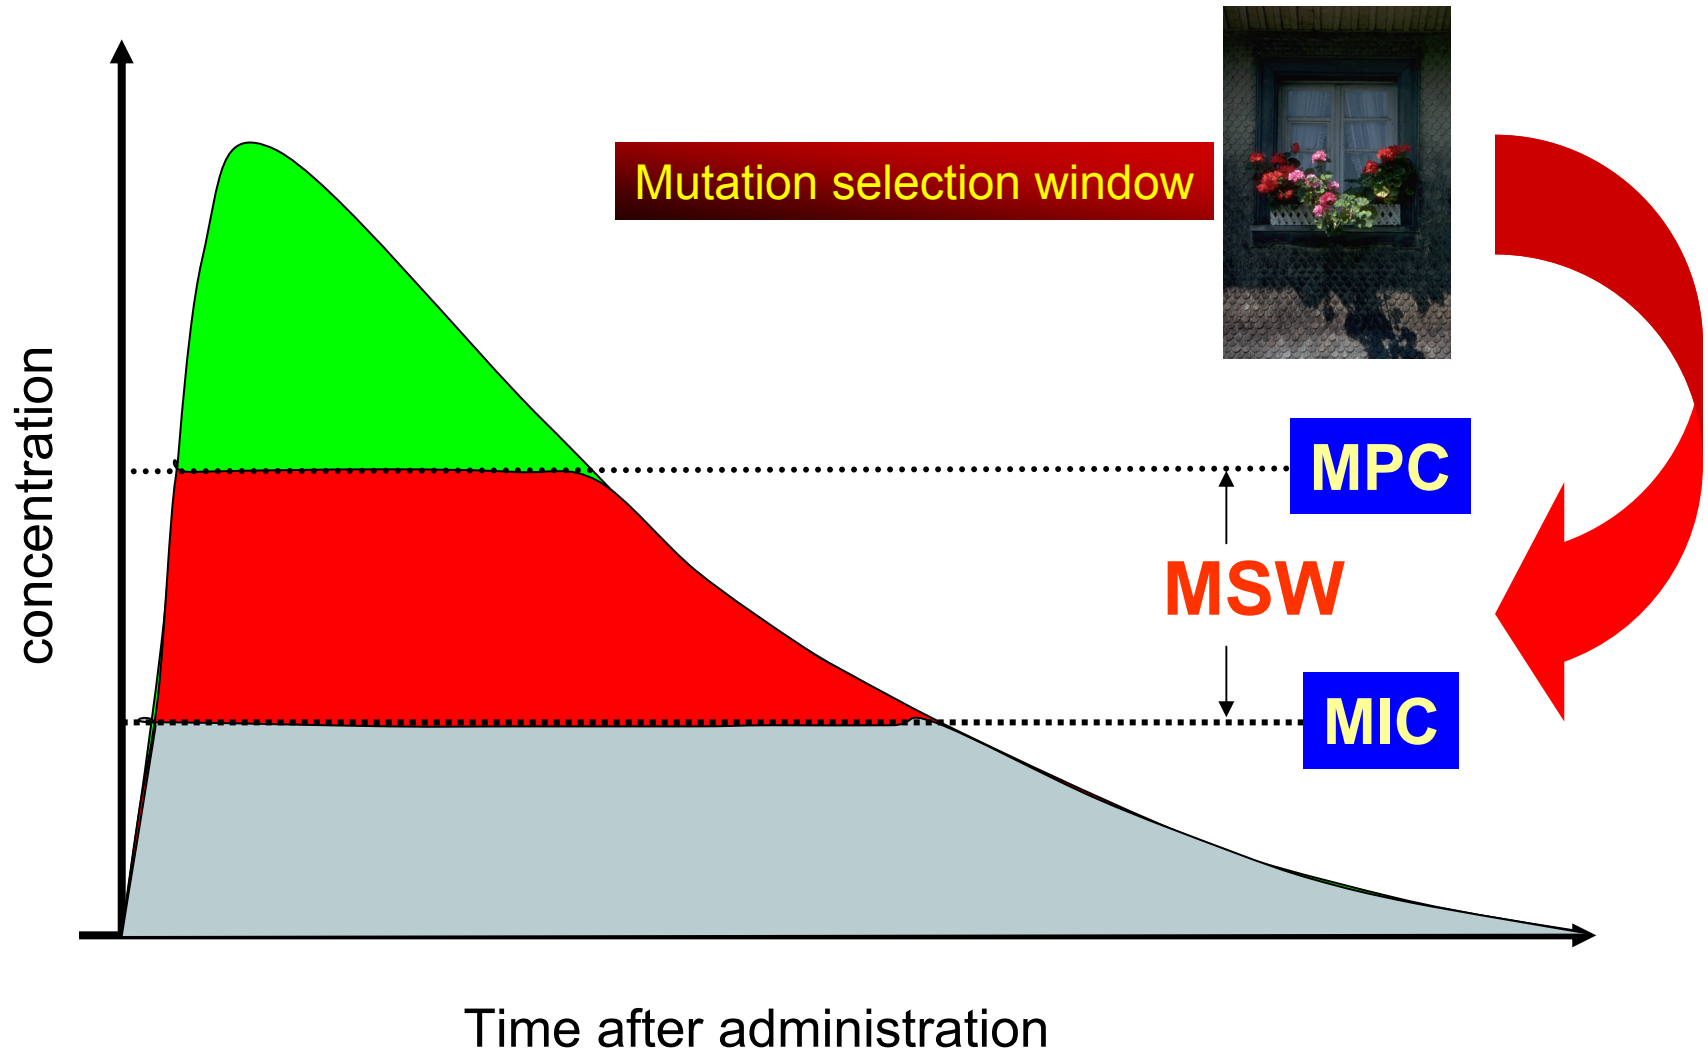 Mutation selection window
concentration
MPC
MSW
MIC
Time after administration